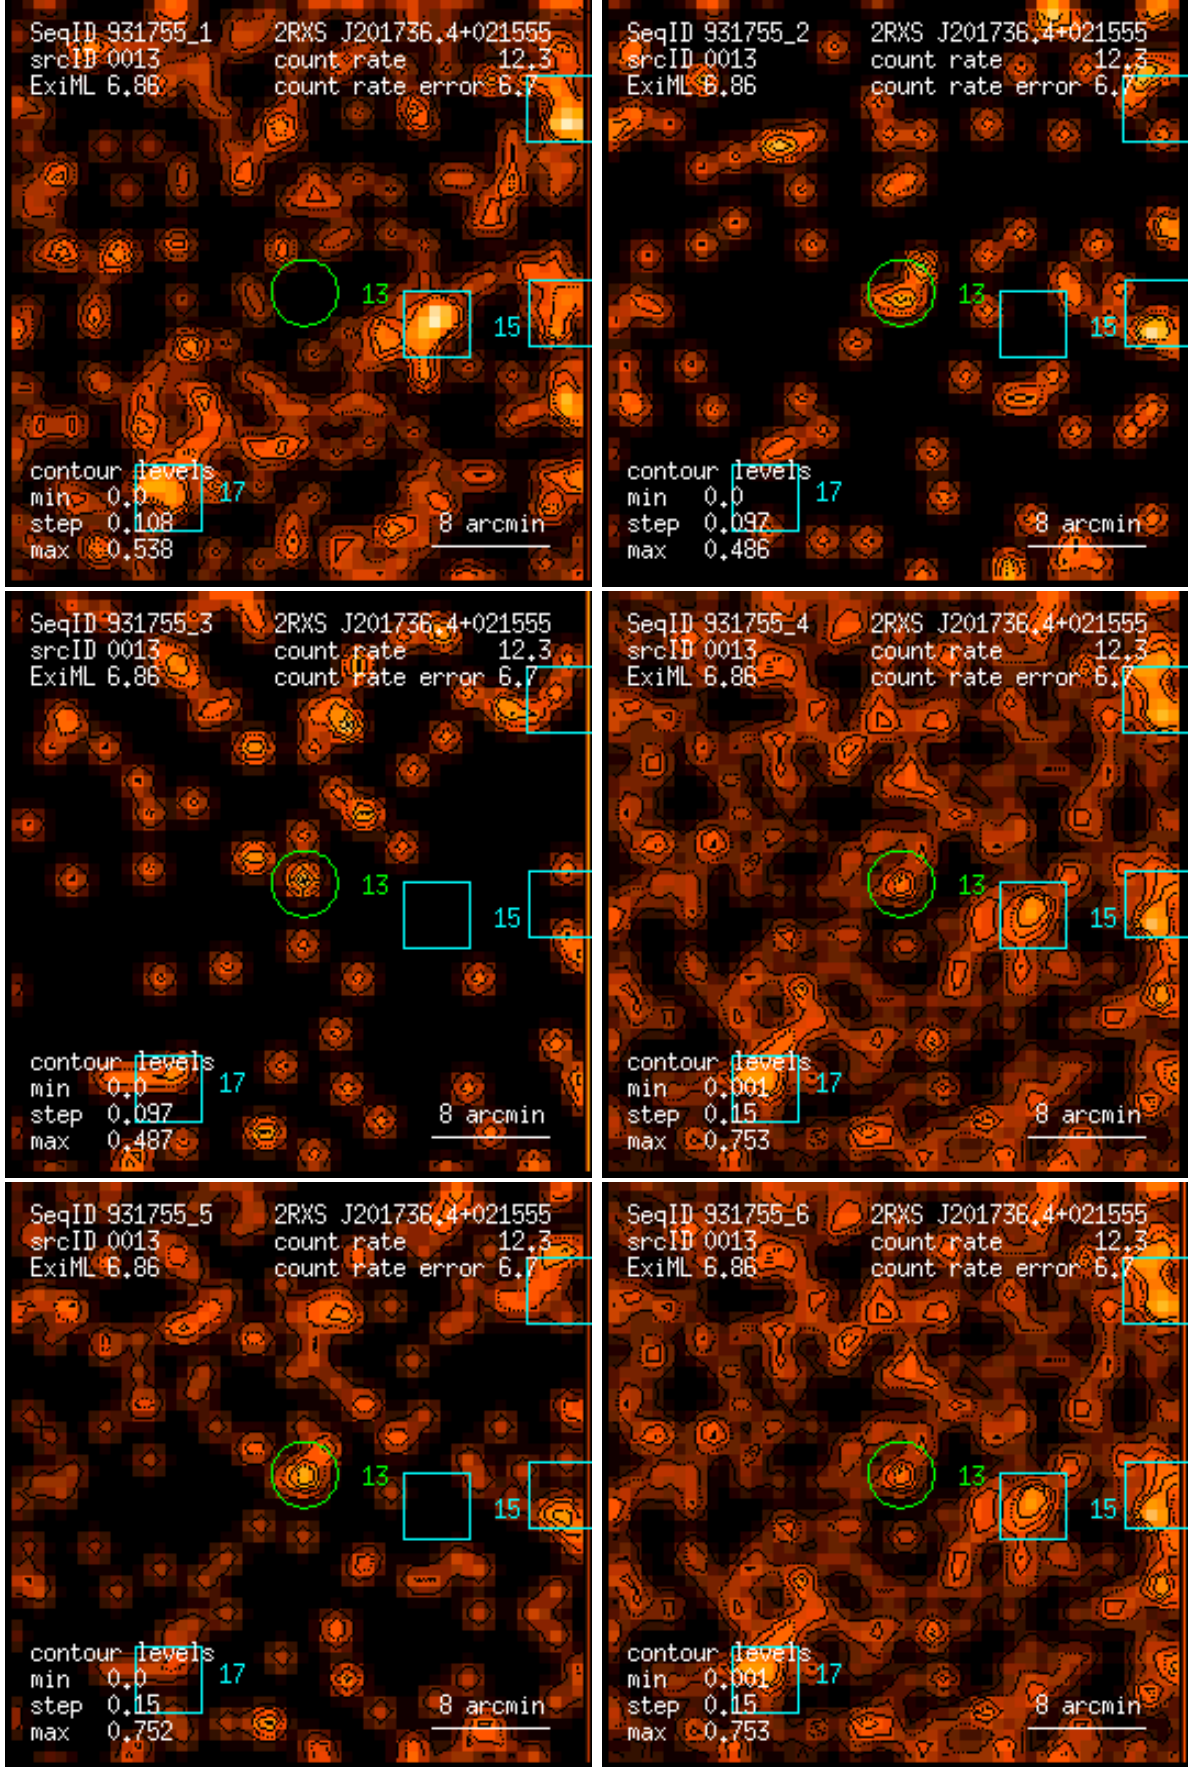 SeqID 931755_1 2RXS J201736.4+021555
srcID 0013 count rate 12.3
ExiML 6.86 count rate error 6.7
13
15
contour levels
17
min 0.0
step 0.108 8 arcmin
max 0.538
SeqID 931755_2 2RXS J201736.4+021555
srcID 0013 count rate 12.3
ExiML 6.86 count rate error 6.7
13
15
contour levels
17
min 0.0
step 0.097 8 arcmin
max 0.486
SeqID 931755_3 2RXS J201736.4+021555
srcID 0013 count rate 12.3
ExiML 6.86 count rate error 6.7
13
15
contour levels
17
min 0.0
step 0.097 8 arcmin
max 0.487
SeqID 931755_4 2RXS J201736.4+021555
srcID 0013 count rate 12.3
ExiML 6.86 count rate error 6.7
13
15
contour levels
17
min 0.001
step 0.15 8 arcmin
max 0.753
SeqID 931755_5 2RXS J201736.4+021555
srcID 0013 count rate 12.3
ExiML 6.86 count rate error 6.7
13
15
contour levels
17
min 0.0
step 0.15 8 arcmin
max 0.752
SeqID 931755_6 2RXS J201736.4+021555
srcID 0013 count rate 12.3
ExiML 6.86 count rate error 6.7
13
15
contour levels
17
min 0.001
step 0.15 8 arcmin
max 0.753